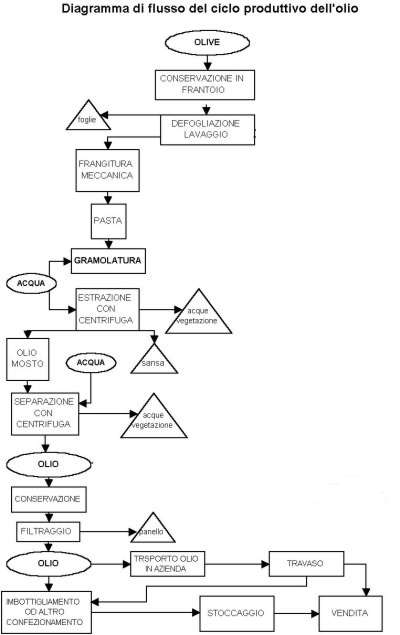 Diagramma di flusso del ciclo produttivo dell'olio
OLIVE
CONSERVAZIONE IN
FRANTOIO
foglie
DEFOGLIAZIONE
LAVAGGIO
FRANGITURA
MECCANICA
PASTA
GRAMOLATURA
ACQUA
ESTRAZIONE
CON
CENTRIFUGA
acque
vegetazione
OLIO
MOSTO
sansa
ACQUA
SEPARAZIONE
CON
CENTRIFUGA
acque
vegetazione
OLIO
CONSERVAZIONE
FILTRAGGIO
panello
OLIO
TRSPORTO OLIO
IN AZIENDA
TRAVASO
IMBOTTIGLIAMENTO
OD ALTRO
CONFEZIONAMENTO
STOCCAGGIO
VENDITA